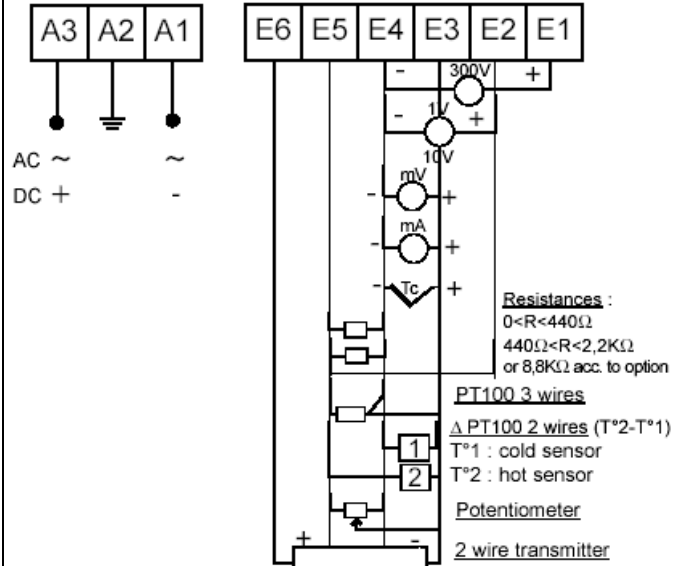 A3 A2 A1 E6 E5 E4 E3 E2 E1
- 300V +
- 1V +
10V
AC ~ ~
DC + -
mV
- +
mA
- +
- Tc +
Resistances :
0<R<440Ω
440Ω<R<2,2KΩ
or 8,8KΩ acc. to option
PT100 3 wires
Δ PT100 2 wires (T°2-T°1)
1 T°1 : cold sensor
2 T°2 : hot sensor
Potentiometer
+ - 2 wire transmitter